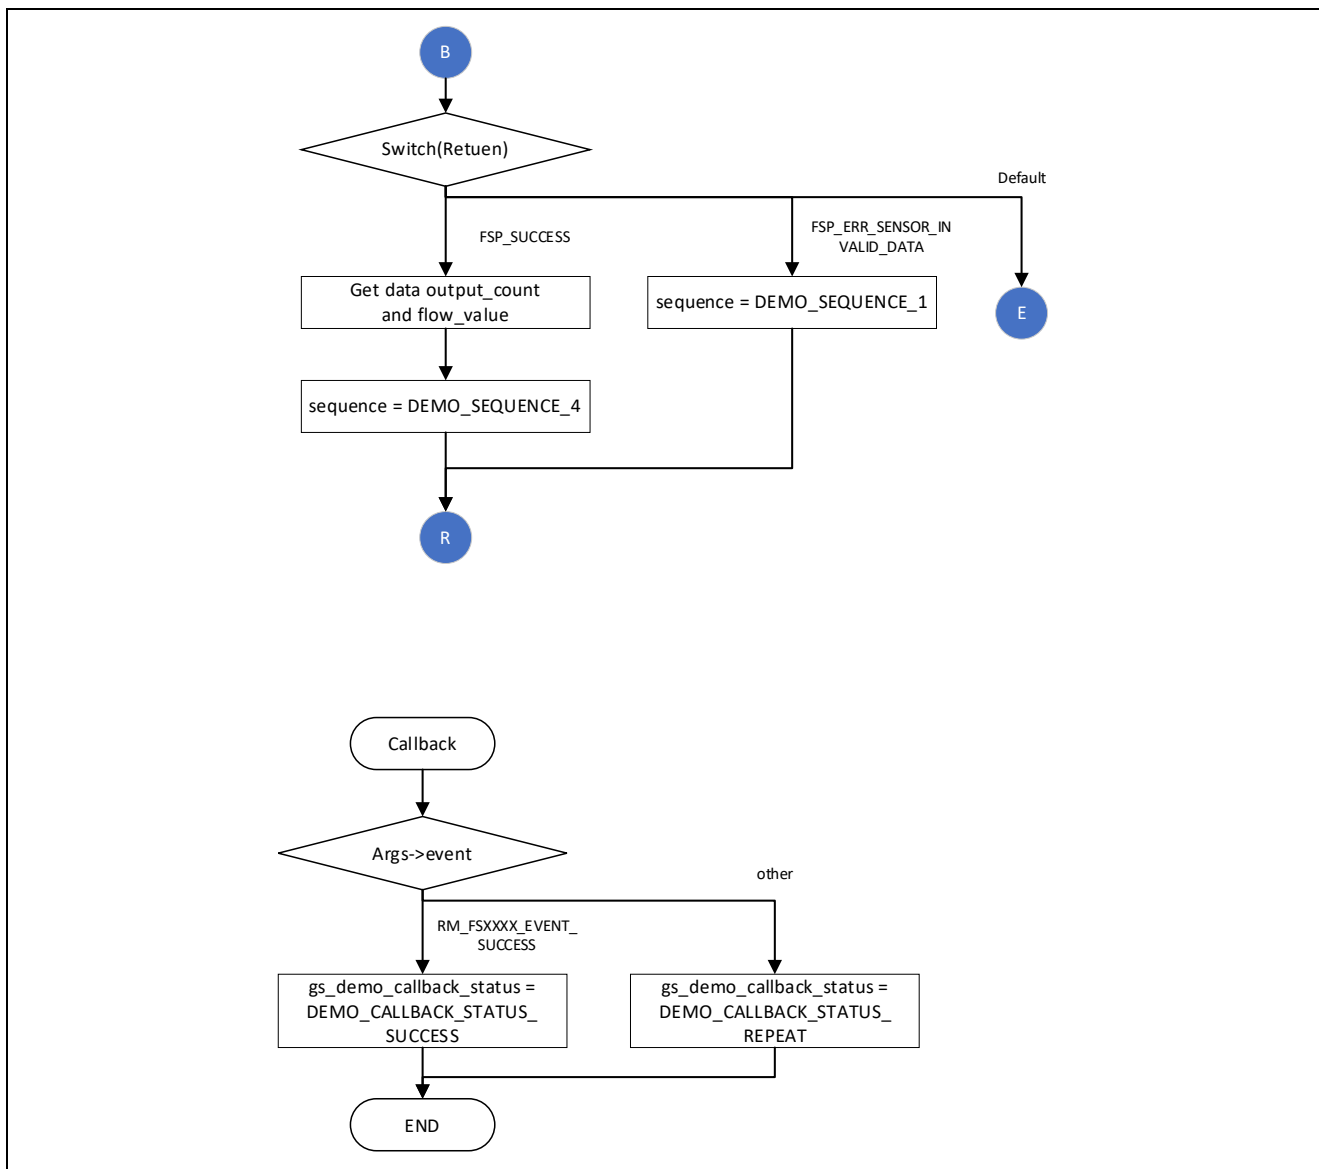 B
Switch(Retuen)
Default
FSP_SUCCESS
FSP_ERR_SENSOR_IN
VALID_DATA
Get data output_count
and flow_value
sequence = DEMO_SEQUENCE_1
E
sequence = DEMO_SEQUENCE_4
R
Callback
Args->event
other
RM_FSXXXX_EVENT_
SUCCESS
gs_demo_callback_status =
DEMO_CALLBACK_STATUS_
SUCCESS
gs_demo_callback_status =
DEMO_CALLBACK_STATUS_
REPEAT
END